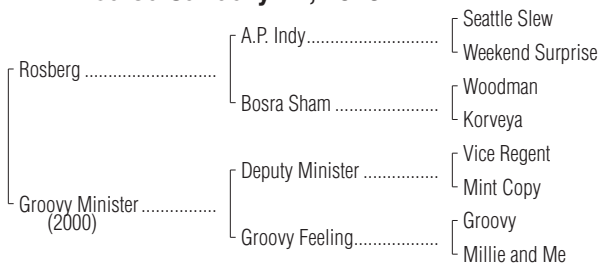 Seattle Slew
A.P. Indy
Weekend Surprise
Rosberg
Woodman
Bosra Sham
Korveya
Vice Regent
Deputy Minister
Mint Copy
Groovy Minister
(2000)
Groovy
Groovy Feeling
Millie and Me